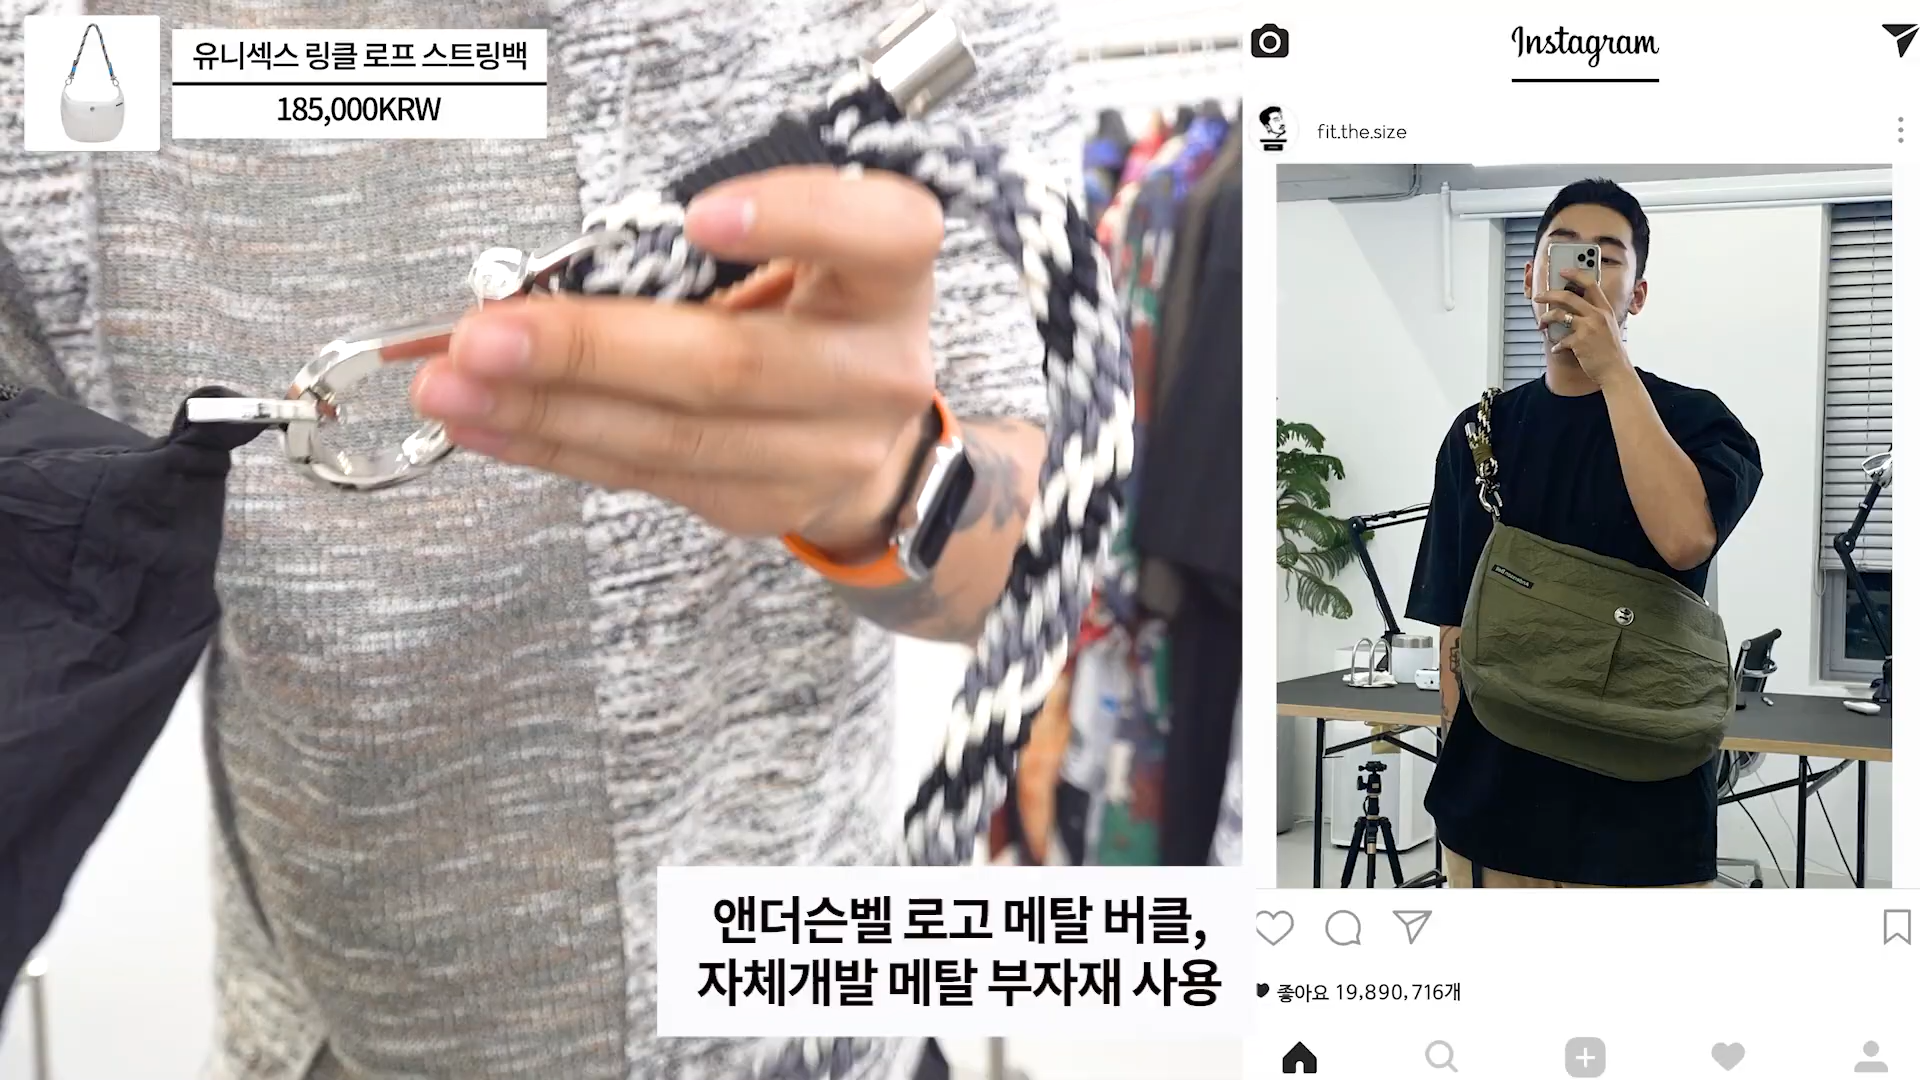 유니섹스 링클 로프 스트링백
185,000KRW
앤더슨벨 로고 메탈 버클,
자체개발 메탈 부자재 사용
Instagram
fit.the.size
좋아요 19,890,716개